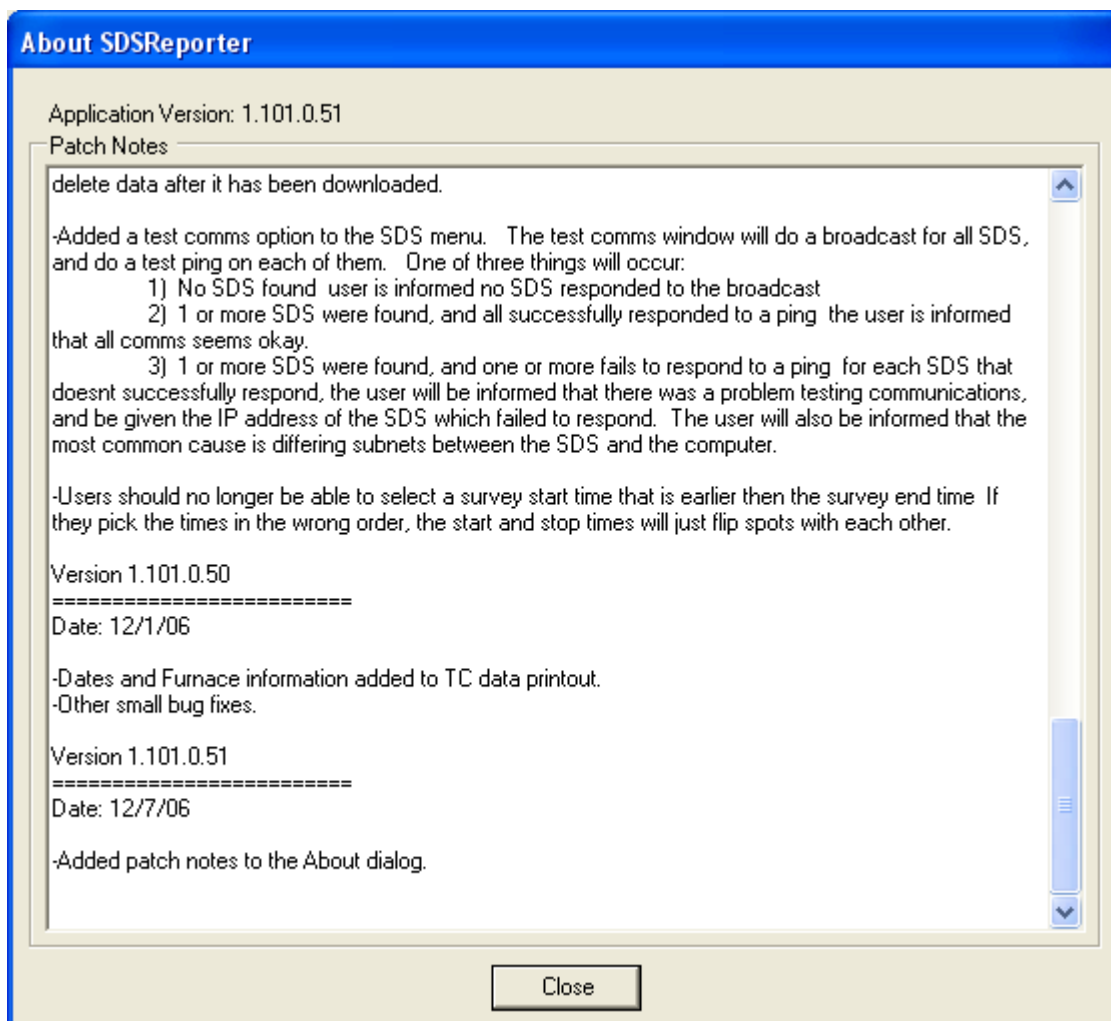 About SDSReporter
Application Version: 1.101.0.51
Patch Notes
delete data after it has been downloaded.
-Added a test comms option to the SDS menu.   The test comms window will do a broadcast for all SDS,
and do a test ping on each of them.   One of three things will occur:
1)  No SDS found  user is informed no SDS responded to the broadcast
2)  1 or more SDS were found, and all successfully responded to a ping  the user is informed
that all comms seems okay.
3)  1 or more SDS were found, and one or more fails to respond to a ping  for each SDS that
doesnt successfully respond, the user will be informed that there was a problem testing communications,
and be given the IP address of the SDS which failed to respond.  The user will also be informed that the
most common cause is differing subnets between the SDS and the computer.
-Users should no longer be able to select a survey start time that is earlier then the survey end time  If
they pick the times in the wrong order, the start and stop times will just flip spots with each other.
Version 1.101.0.50
=========================
Date: 12/1/06
-Dates and Furnace information added to TC data printout.
-Other small bug fixes.
Version 1.101.0.51
=========================
Date: 12/7/06
-Added patch notes to the About dialog.
Close